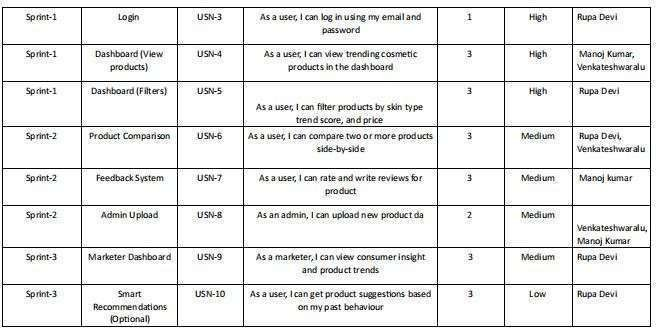 Sprint-1 Login USN-3 As a user, I can log in using my email and 1 High Rupa Devi
password
Sprint-1 Dashboard (View USN-4 As a user, I can view trending cosmetic 3 High Manoj Kumar,
products) products in the dashboard Venkateshwaralu
Sprint-1 Dashboard (Filters) USN-5 3 High Rupa Devi
As a user, I can filter products by skin type
trend score, and price
Sprint-2 Product Comparison USN-6 As a user, I can compare two or more products 3 Medium Rupa Devi,
side-by-side Venkateshwaralu
Sprint-2 Feedback System USN-7 As a user, I can rate and write reviews for 3 Medium Manoj kumar
product
Sprint-2 Admin Upload USN-8 As an admin, I can upload new product da 2 Medium
Venkateshwaralu,
Manoj Kumar
Sprint-3 Marketer Dashboard USN-9 As a marketer, I can view consumer insight 3 Medium Rupa Devi
and product trends
Sprint-3 Smart USN-10 As a user, I can get product suggestions based 3 Low Rupa Devi
Recommendations on my past behaviour
(Optional)